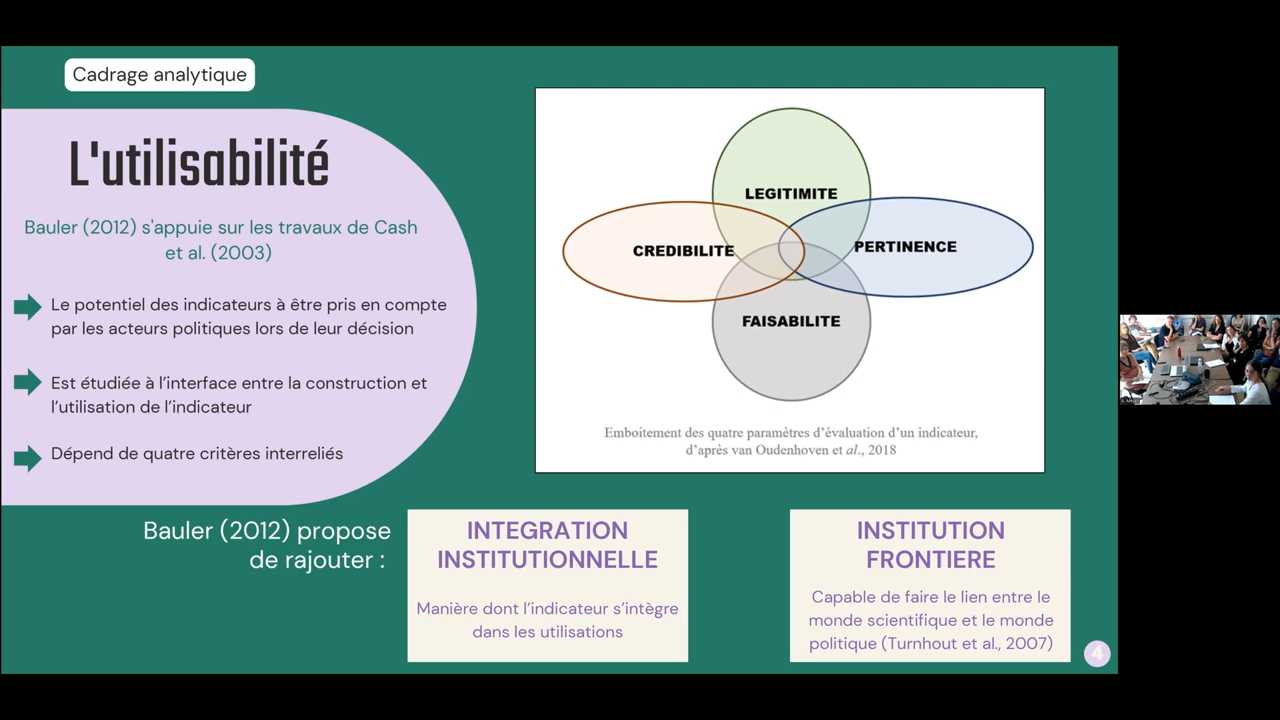 Cadrage analytique
L'utilisabilité
Bauler (2012) s'appuie sur les travaux de Cash
et al. (2003)
Le potentiel des indicateurs à être pris en compte
par les acteurs politiques lors de leur décision
Est étudiée à l'interface entre la construction et
l'utilisation de l'indicateur
Dépend de quatre critères interreliés
LEGITIMITE
CREDIBILITE
PERTINENCE
FAISABILITE
Emboitement des quatre paramètres d'évaluation d'un indicateur,
d'après van Oudenhoven et al., 2018
Bauler (2012) propose
de rajouter :
INTEGRATION
INSTITUTIONNELLE
Manière dont l'indicateur s'intègre
dans les utilisations
INSTITUTION
FRONTIERE
Capable de faire le lien entre le
monde scientifique et le monde
politique (Turnhout et al., 2007)
4